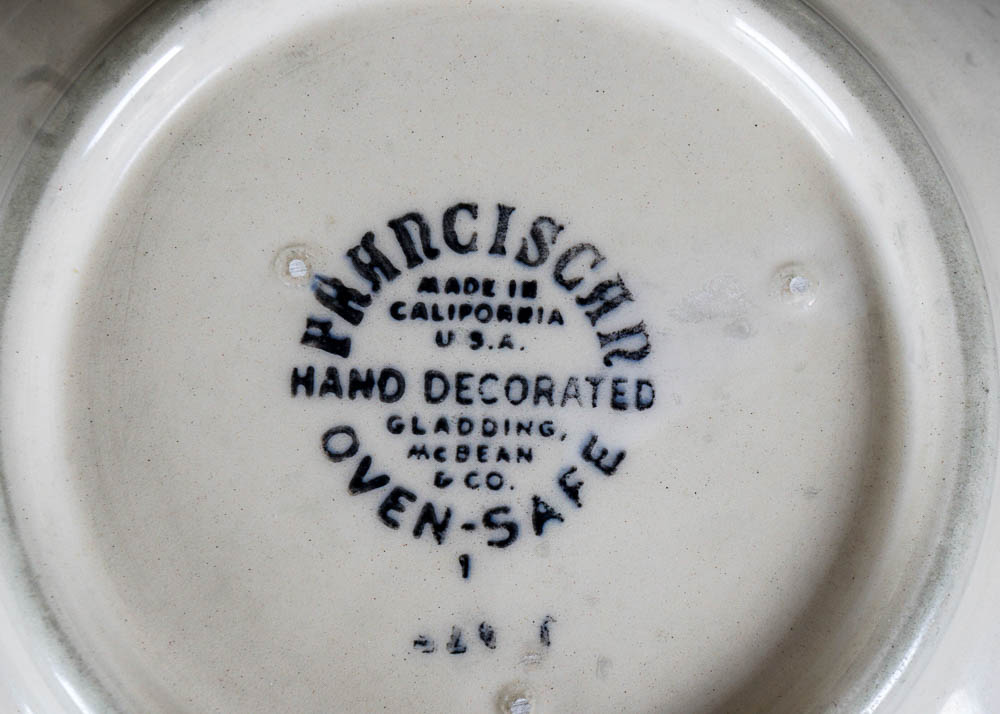 FRANCISCAN
MADE IN
CALIFORNIA
U.S.A.
HAND DECORATED
GLADDING,
McBEAN
& CO.
OVEN-SAFE
1